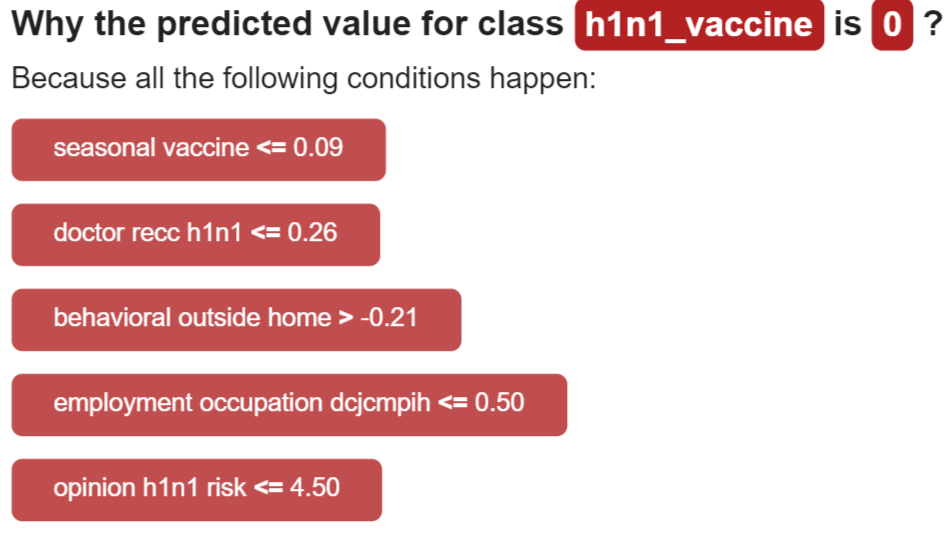 Why the predicted value for class h1n1_vaccine is 0 ?
Because all the following conditions happen:
seasonal vaccine <= 0.09
doctor recc h1n1 <= 0.26
behavioral outside home > -0.21
employment occupation dcjcmpih <= 0.50
opinion h1n1 risk <= 4.50